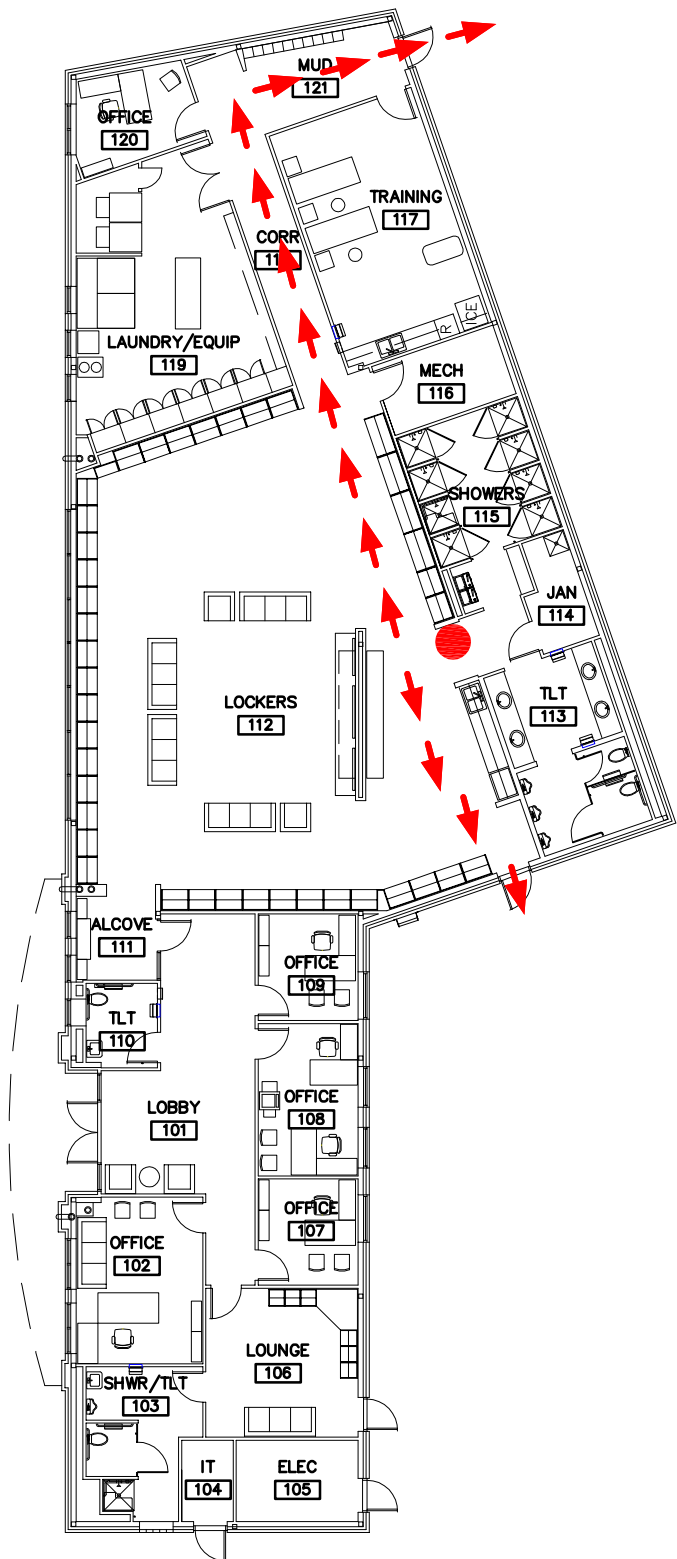 MUD
121
OFFICE
120
TRAINING
117
CORR
LAUNDRY/EQUIP
119
R
ICE
MECH
116
SHOWERS
115
JAN
114
LOCKERS
112
TLT
113
ALCOVE
111
OFFICE
109
TLT
110
LOBBY
101
OFFICE
108
OFFICE
107
OFFICE
102
LOUNGE
106
SHWR/TLT
103
IT
104
ELEC
105